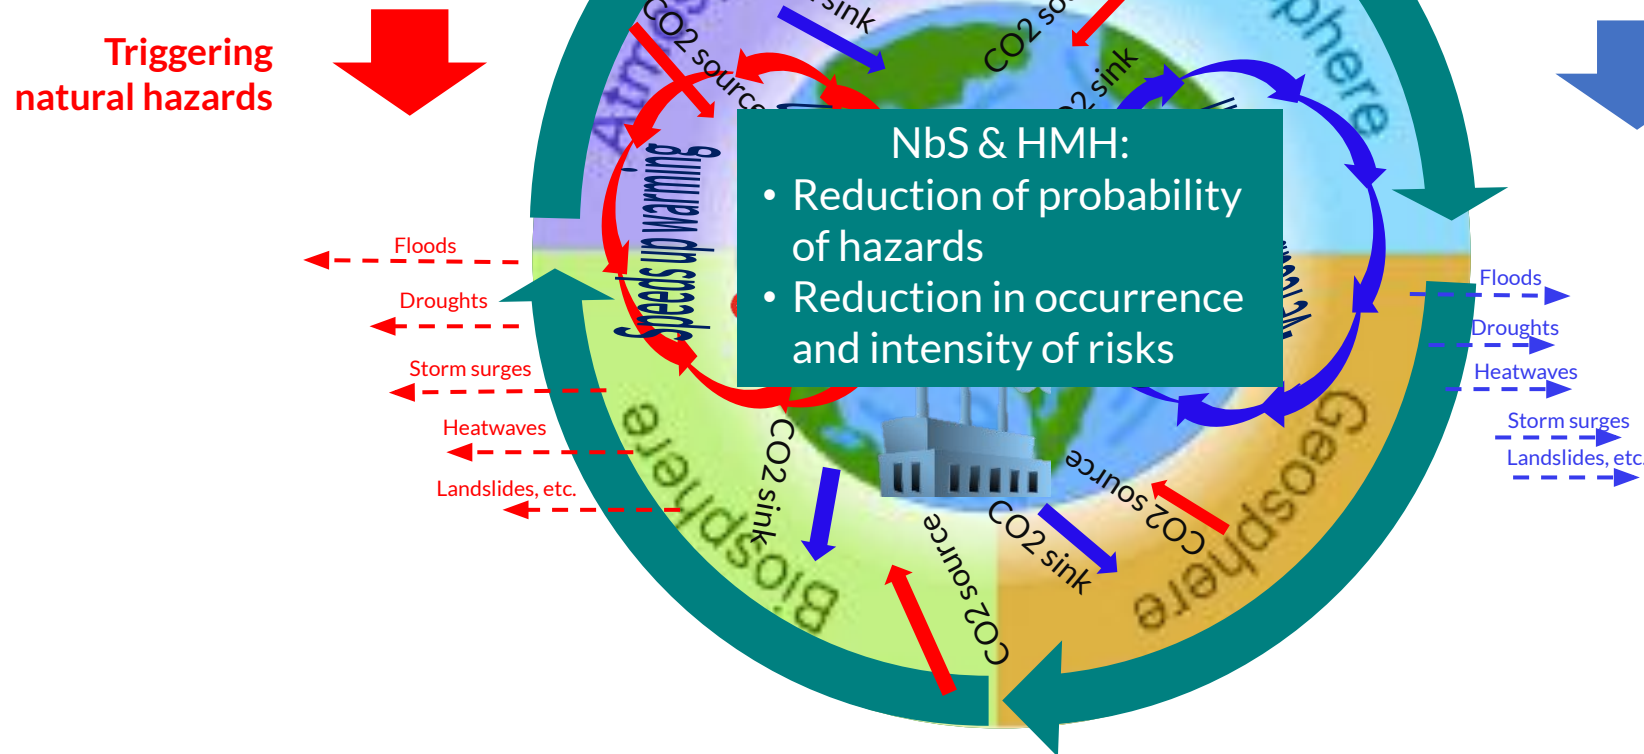 Triggering
natural hazards
CO2 source
sink
CO2
CO2 sink
Speeds up warming
NbS & HMH:
• Reduction of probability
of hazards
• Reduction in occurrence
and intensity of risks
Floods
Droughts
Storm surges
Heatwaves
Landslides, etc.
Floods
Droughts
Heatwaves
Storm surges
Landslides, etc.
Biosphere
Geosphere
CO2 sink
CO2 source
CO2 sink
CO2 source